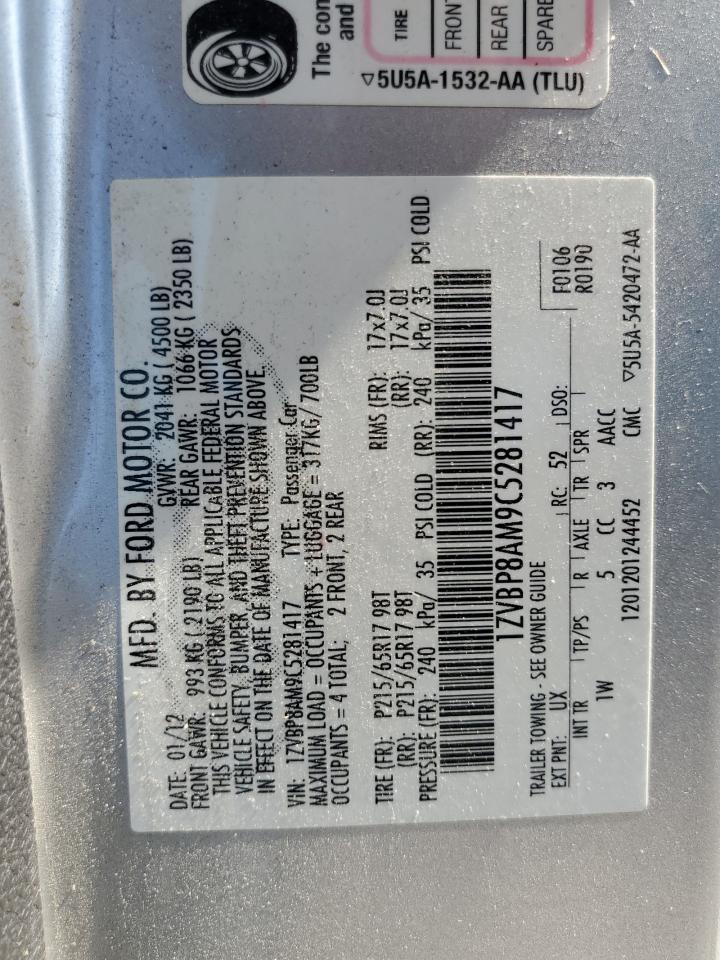 The con
and
TIRE
FRONT
REAR
SPARE
▽5U5A-1532-AA (TLU)
MFD. BY FORD MOTOR CO.
DATE: 01/12 GVWR: 2041 KG ( 4500 LB)
FRONT GAWR: 993 KG ( 2190 LB) REAR GAWR: 1066 KG ( 2350 LB)
THIS VEHICLE CONFORMS TO ALL APPLICABLE FEDERAL MOTOR
VEHICLE SAFETY, BUMPER, AND THEFT PREVENTION STANDARDS
IN EFFECT ON THE DATE OF MANUFACTURE SHOWN ABOVE.
VIN: 1ZVBP8AM9C5281417 TYPE: Passenger Car
MAXIMUM LOAD = OCCUPANTS + LUGGAGE = 317KG/700LB
OCCUPANTS = 4 TOTAL; 2 FRONT, 2 REAR
TIRE (FR): P215/65R17 98T RIMS (FR): 17x7.0J
(RR): P215/65R17 98T (RR): 17x7.0J
PRESSURE (FR): 240 kPa/ 35 PSI COLD (RR): 240 kPa/ 35 PSI COLD
1ZVBP8AM9C5281417
TRAILER TOWING - SEE OWNER GUIDE F0106
EXT PNT: UX RC: 52 DSO: R0190
INT TR TP/PS R AXLE TR SPR
1W 5 CC 3 AACC
1201201244452 CMC ▽5U5A-5420472-AA